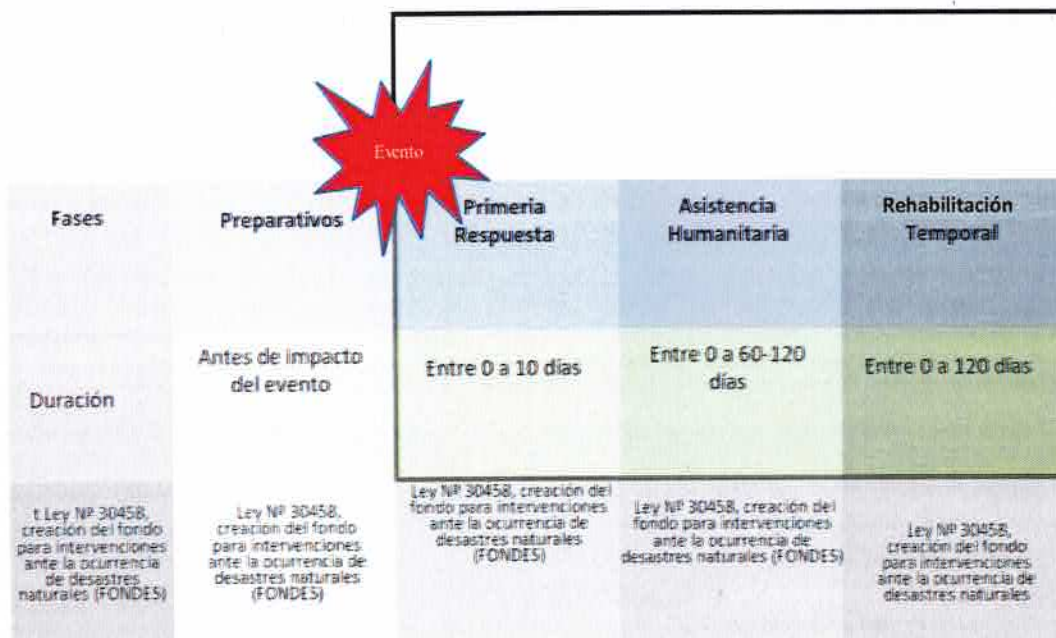 Evento
Fases
Preparativos
Primeria
Respuesta
Asistencia
Humanitaria
Rehabilitación
Temporal
Duración
Antes de impacto
del evento
Entre 0 a 10 días
Entre 0 a 60-120
días
Entre 0 a 120 días
t Ley Nº 30458,
creación del fondo
para intervenciones
ante la ocurrencia
de desastres
naturales (FONDES)
Ley Nº 30458,
creación del fondo
para intervenciones
ante la ocurrencia de
desastres naturales
(FONDES)
Ley Nº 30458, creación del
fondo para intervenciones
ante la ocurrencia de
desastres naturales
(FONDES)
Ley Nº 30458, creación del
fondo para intervenciones
ante la ocurrencia de
desastres naturales (FONDES)
Ley Nº 30458,
creación del fondo
para intervenciones
ante la ocurrencia de
desastres naturales